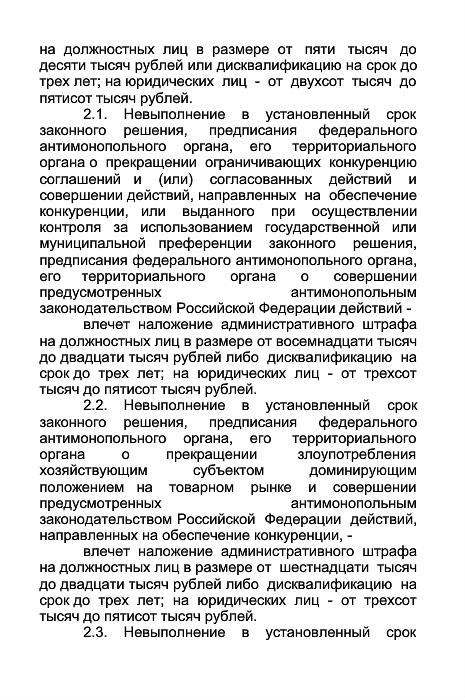 на должностных лиц в размере от пяти тысяч до
десяти тысяч рублей или дисквалификацию на срок до
трех лет; на юридических лиц - от двухсот тысяч до
пятисот тысяч рублей.
2.1. Невыполнение в установленный срок
законного решения, предписания федерального
антимонопольного органа, его территориального
органа о прекращении ограничивающих конкуренцию
соглашений и (или) согласованных действий и
совершении действий, направленных на обеспечение
конкуренции, или выданного при осуществлении
контроля за использованием государственной или
муниципальной преференции законного решения,
предписания федерального антимонопольного органа,
его территориального органа о совершении
предусмотренных антимонопольным
законодательством Российской Федерации действий -
влечет наложение административного штрафа
на должностных лиц в размере от восемнадцати тысяч
до двадцати тысяч рублей либо дисквалификацию на
срок до трех лет; на юридических лиц - от трехсот
тысяч до пятисот тысяч рублей.
2.2. Невыполнение в установленный срок
законного решения, предписания федерального
антимонопольного органа, его территориального
органа о прекращении злоупотребления
хозяйствующим субъектом доминирующим
положением на товарном рынке и совершении
предусмотренных антимонопольным
законодательством Российской Федерации действий,
направленных на обеспечение конкуренции, -
влечет наложение административного штрафа
на должностных лиц в размере от шестнадцати тысяч
до двадцати тысяч рублей либо дисквалификацию на
срок до трех лет; на юридических лиц - от трехсот
тысяч до пятисот тысяч рублей.
2.3. Невыполнение в установленный срок